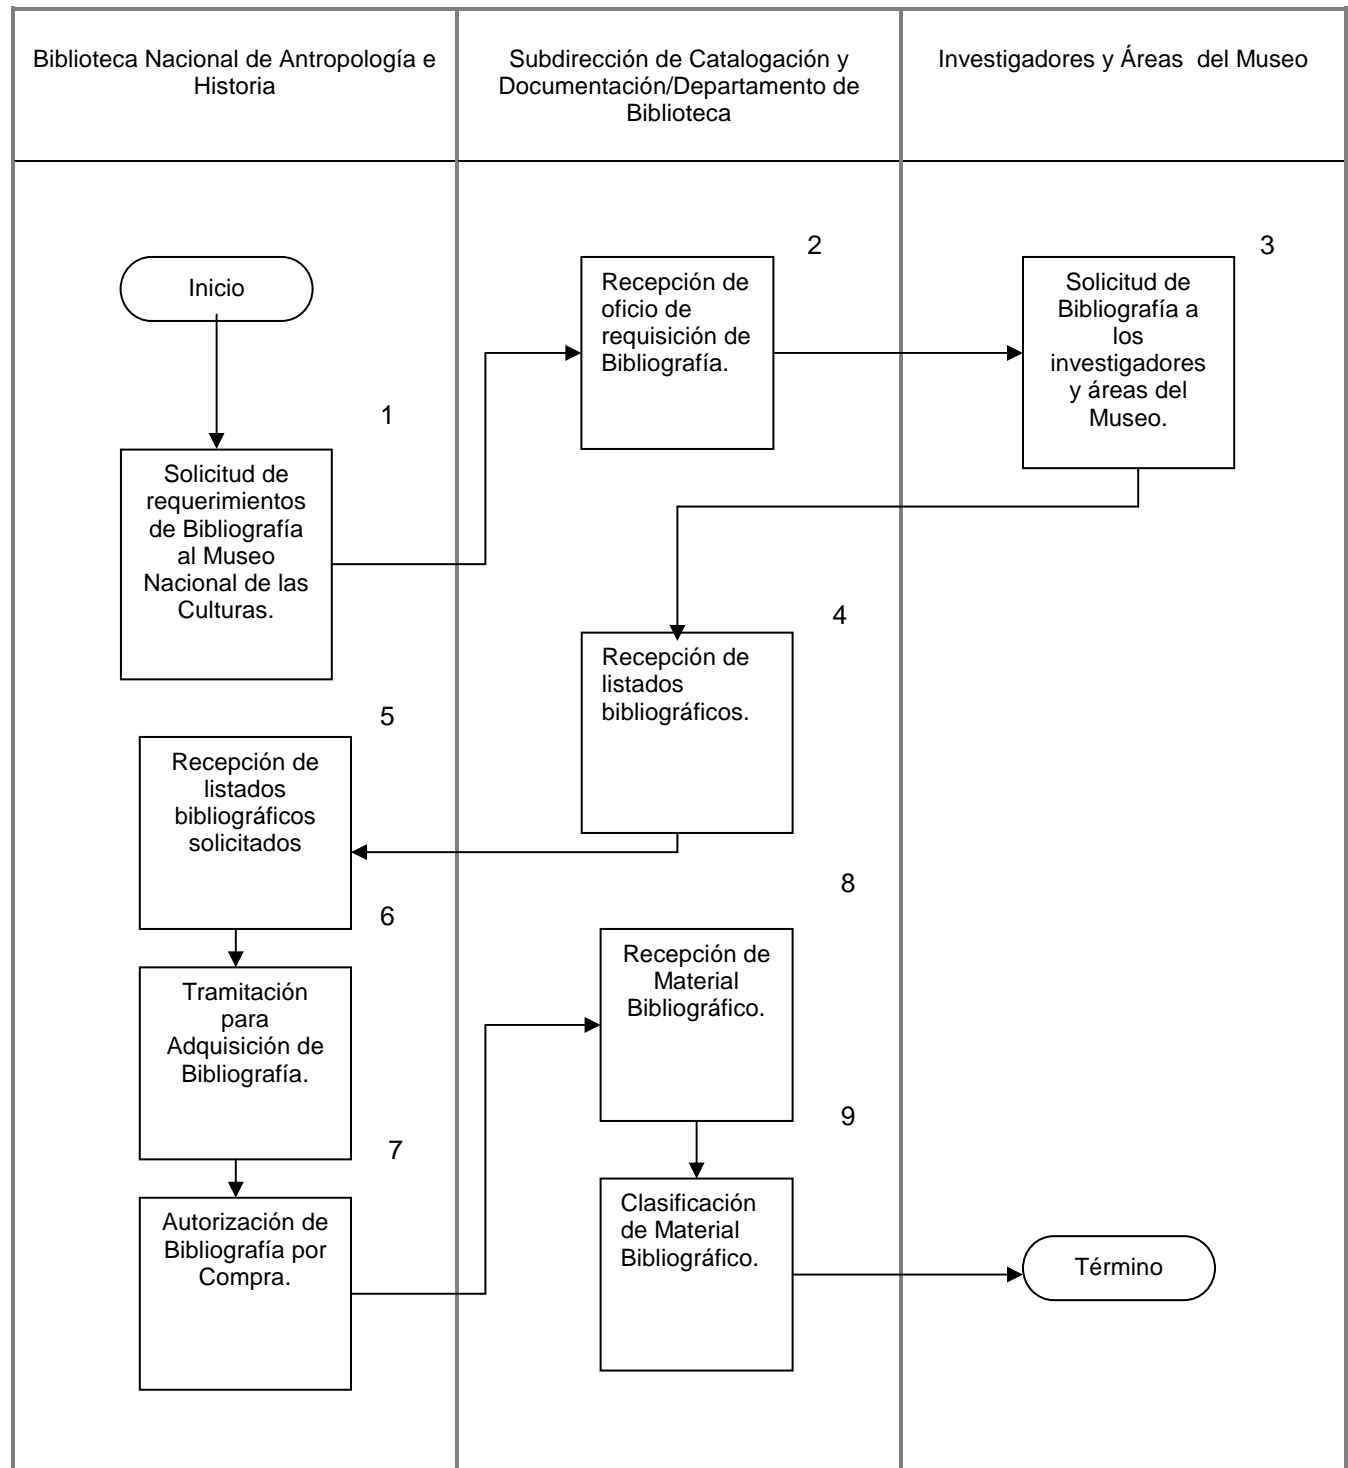 Biblioteca Nacional de Antropología e
Historia
Subdirección de Catalogación y
Documentación/Departamento de
Biblioteca
Investigadores y Áreas  del Museo
Inicio
1
Solicitud de
requerimientos
de Bibliografía
al Museo
Nacional de las
Culturas.
2
Recepción de
oficio de
requisición de
Bibliografía.
3
Solicitud de
Bibliografía a
los
investigadores
y áreas del
Museo.
4
Recepción de
listados
bibliográficos.
5
Recepción de
listados
bibliográficos
solicitados
6
Tramitación
para
Adquisición de
Bibliografía.
7
Autorización de
Bibliografía por
Compra.
8
Recepción de
Material
Bibliográfico.
9
Clasificación
de Material
Bibliográfico.
Término